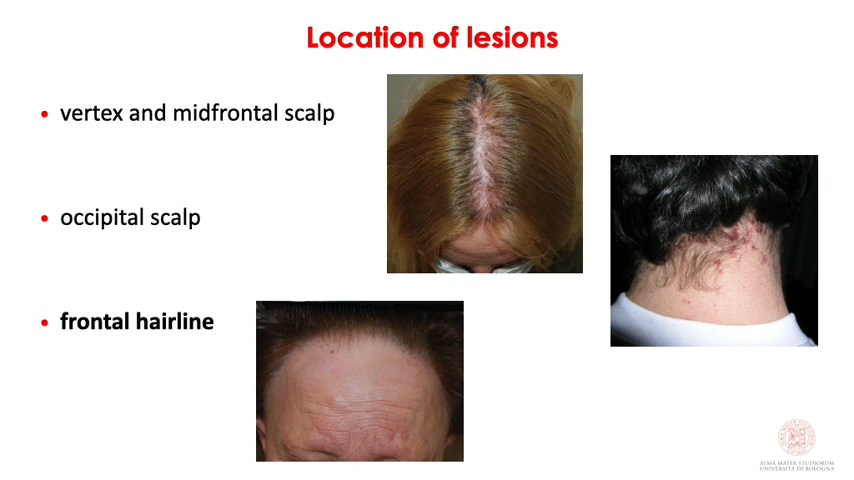 Location of lesions
• vertex and midfrontal scalp
• occipital scalp
• frontal hairline
ALMA MATER STUDIORUM
UNIVERSITÀ DI BOLOGNA